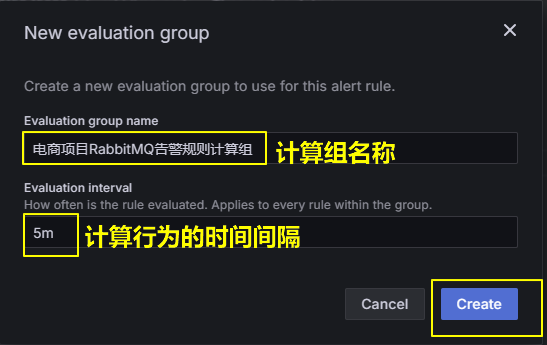 New evaluation group
Create a new evaluation group to use for this alert rule.
Evaluation group name
电商项目RabbitMQ告警规则计算组 计算组名称
Evaluation interval
How often is the rule evaluated. Applies to every rule within the group.
5m 计算行为的时间间隔
Cancel Create